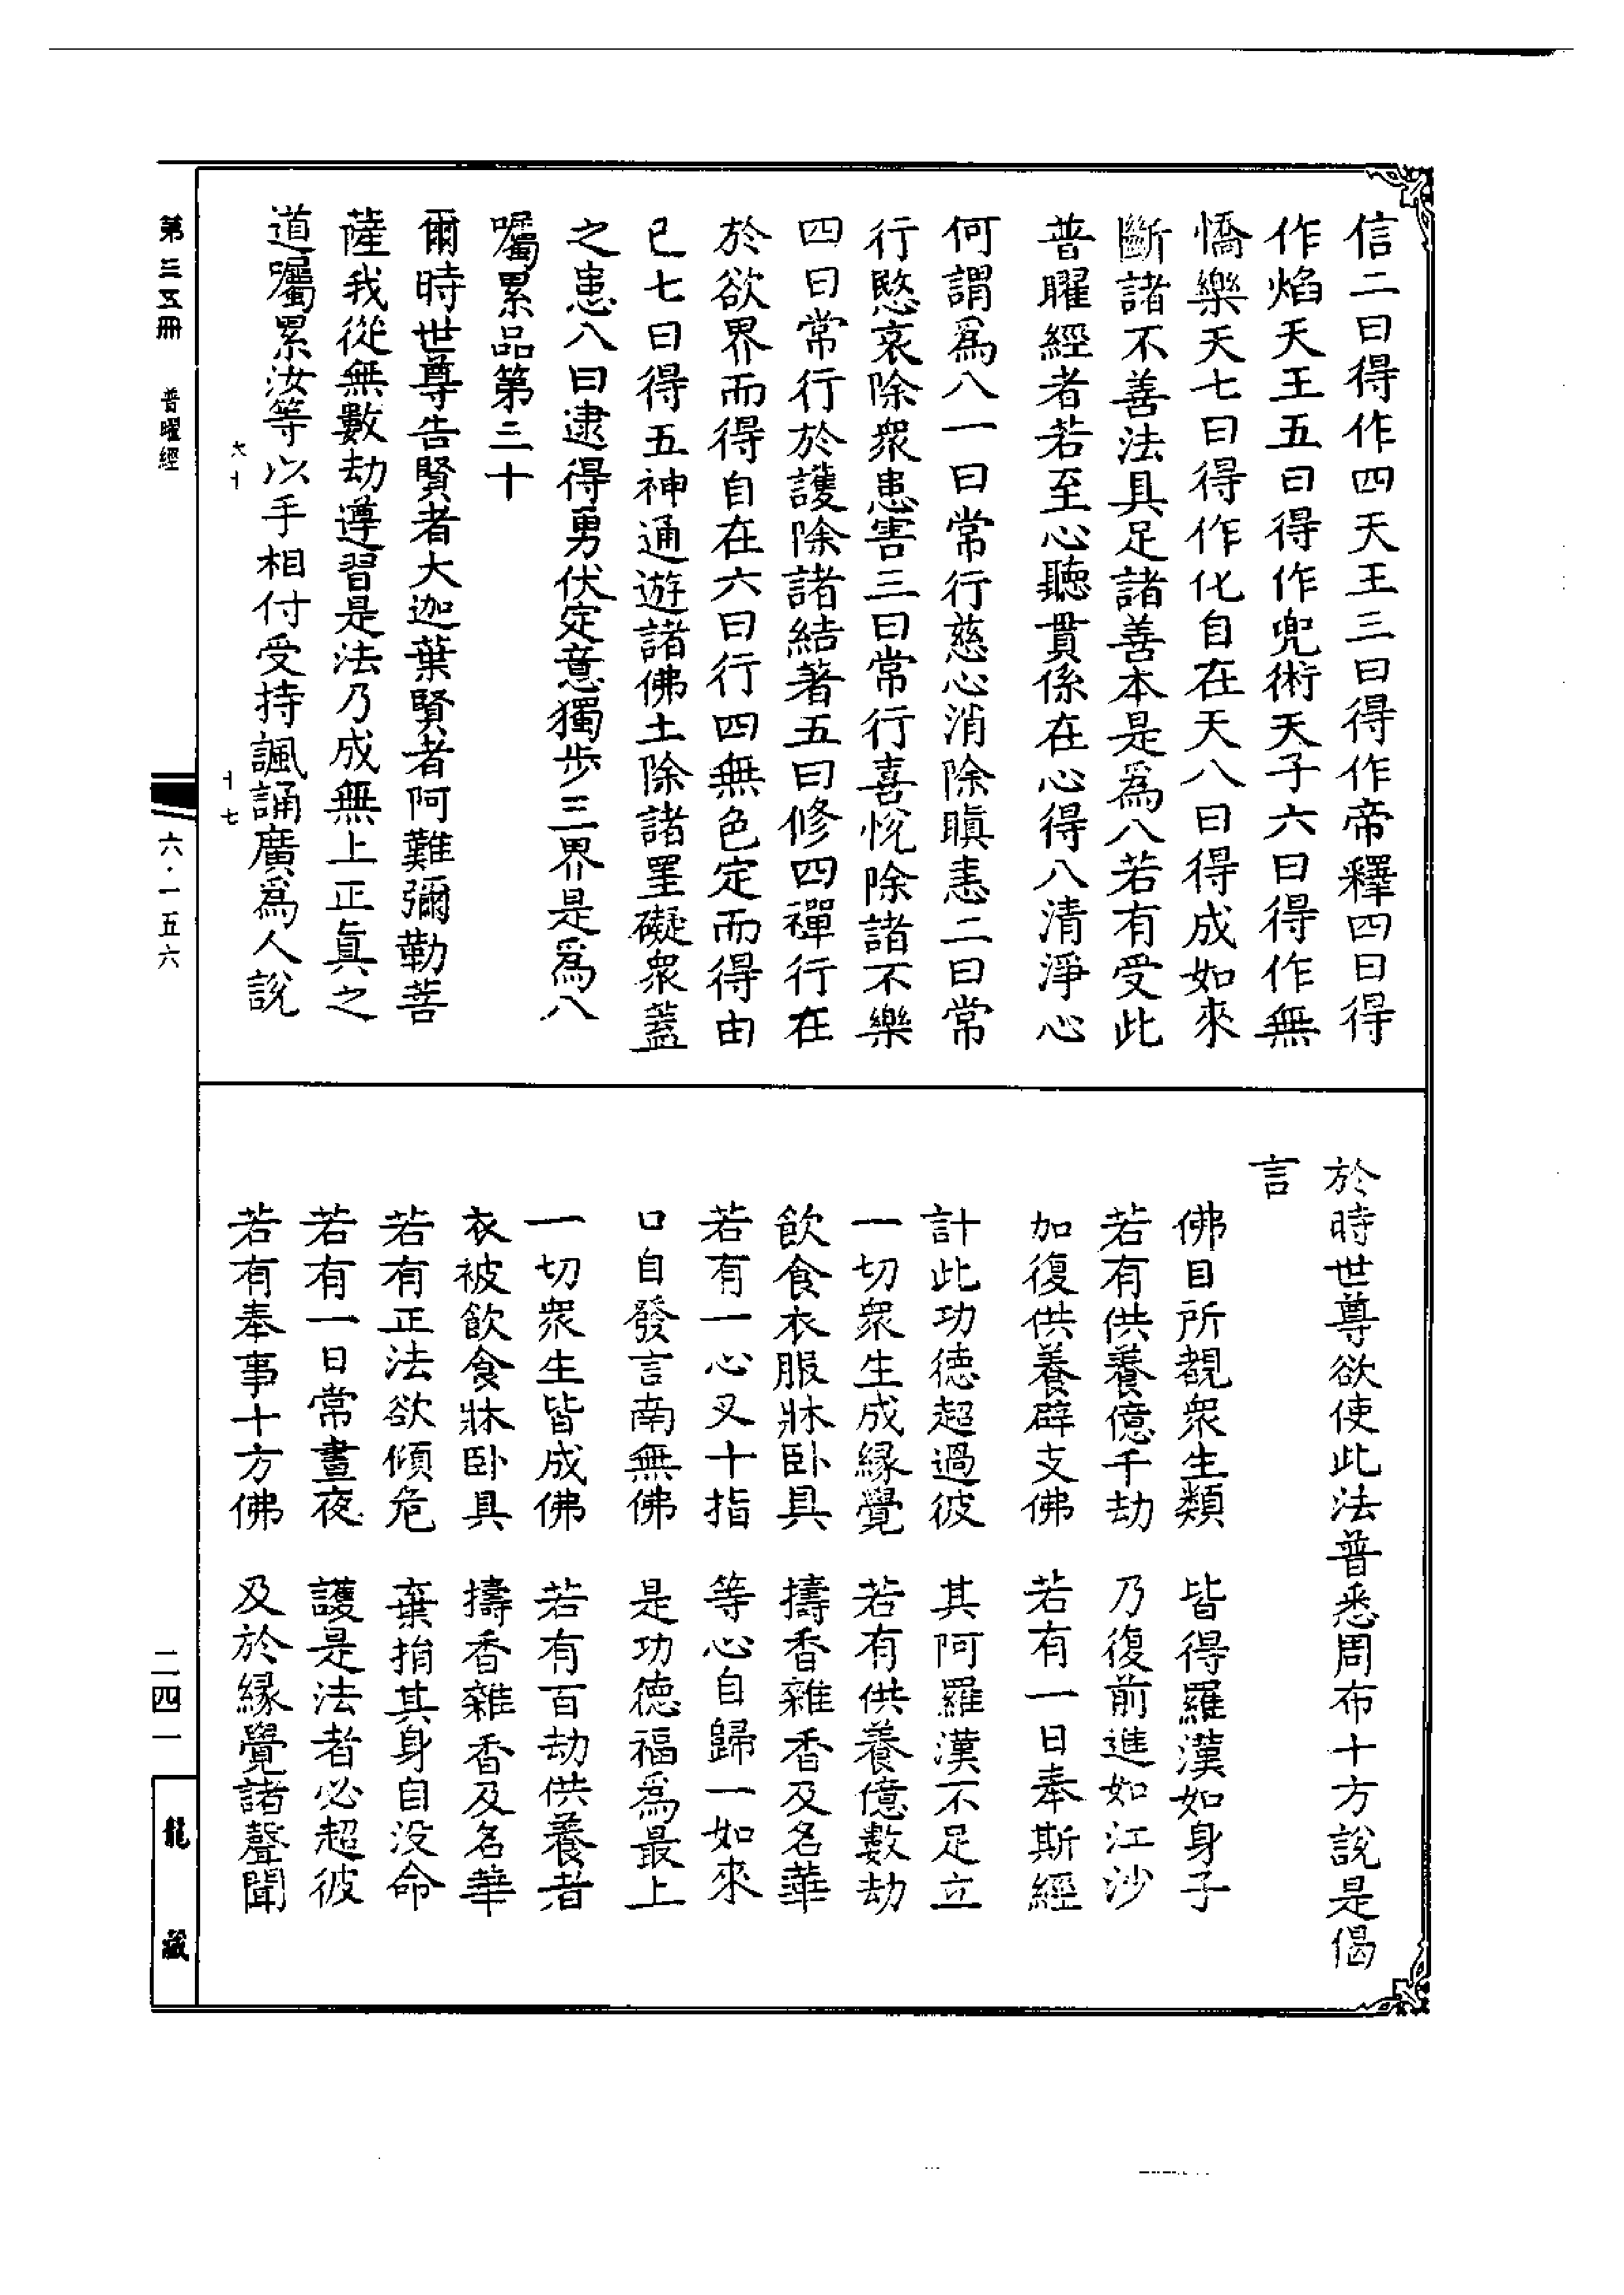 信二曰得作四天王三曰得作帝釋四曰得
作焰天王五曰得作兜術天子六曰得作無
憍樂天七曰得作化自在天八曰得成如來
斷諸不善法具足諸善本是爲八若有受此
普曜經者若至心聽貫係在心得八清淨心
何謂爲八一曰常行慈心消除瞋恚二曰常
行愍哀除衆患害三曰常行喜悅除諸不樂
四曰常行於護除諸結著五曰修四禪行在
於欲界而得自在六曰行四無色定而得由
已七曰得五神通遊諸佛土除諸罣礙衆蓋
之患八曰逮得勇伏定意獨步三界是爲八
囑累品第三十
爾時世尊告賢者大迦葉賢者阿難彌勒菩
薩我從無數劫遵習是法乃成無上正眞之
道囑累汝等以手相付受持諷誦廣爲人說
於時世尊欲使此法普悉周布十方說是偈
言
佛目所覩衆生類 皆得羅漢如身子
若有供養億千劫 乃復前進如江沙
加復供養辟支佛 若有一日奉斯經
計此功德超過彼 其阿羅漢不足立
一切衆生成緣覺 若有供養億數劫
飲食衣服牀臥具 擣香雜香及名華
若有一心叉十指 等心自歸一如來
口自發言南無佛 是功德福爲最上
一切衆生皆成佛 若有百劫供養者
衣被飲食牀臥具 擣香雜香及名華
若有正法欲傾危 棄捐其身自没命
若有一日常晝夜 護是法者必超彼
若有奉事十方佛 及於緣覺諸聲聞
第三五冊 普曜經
六·一五六
二四一
龍藏